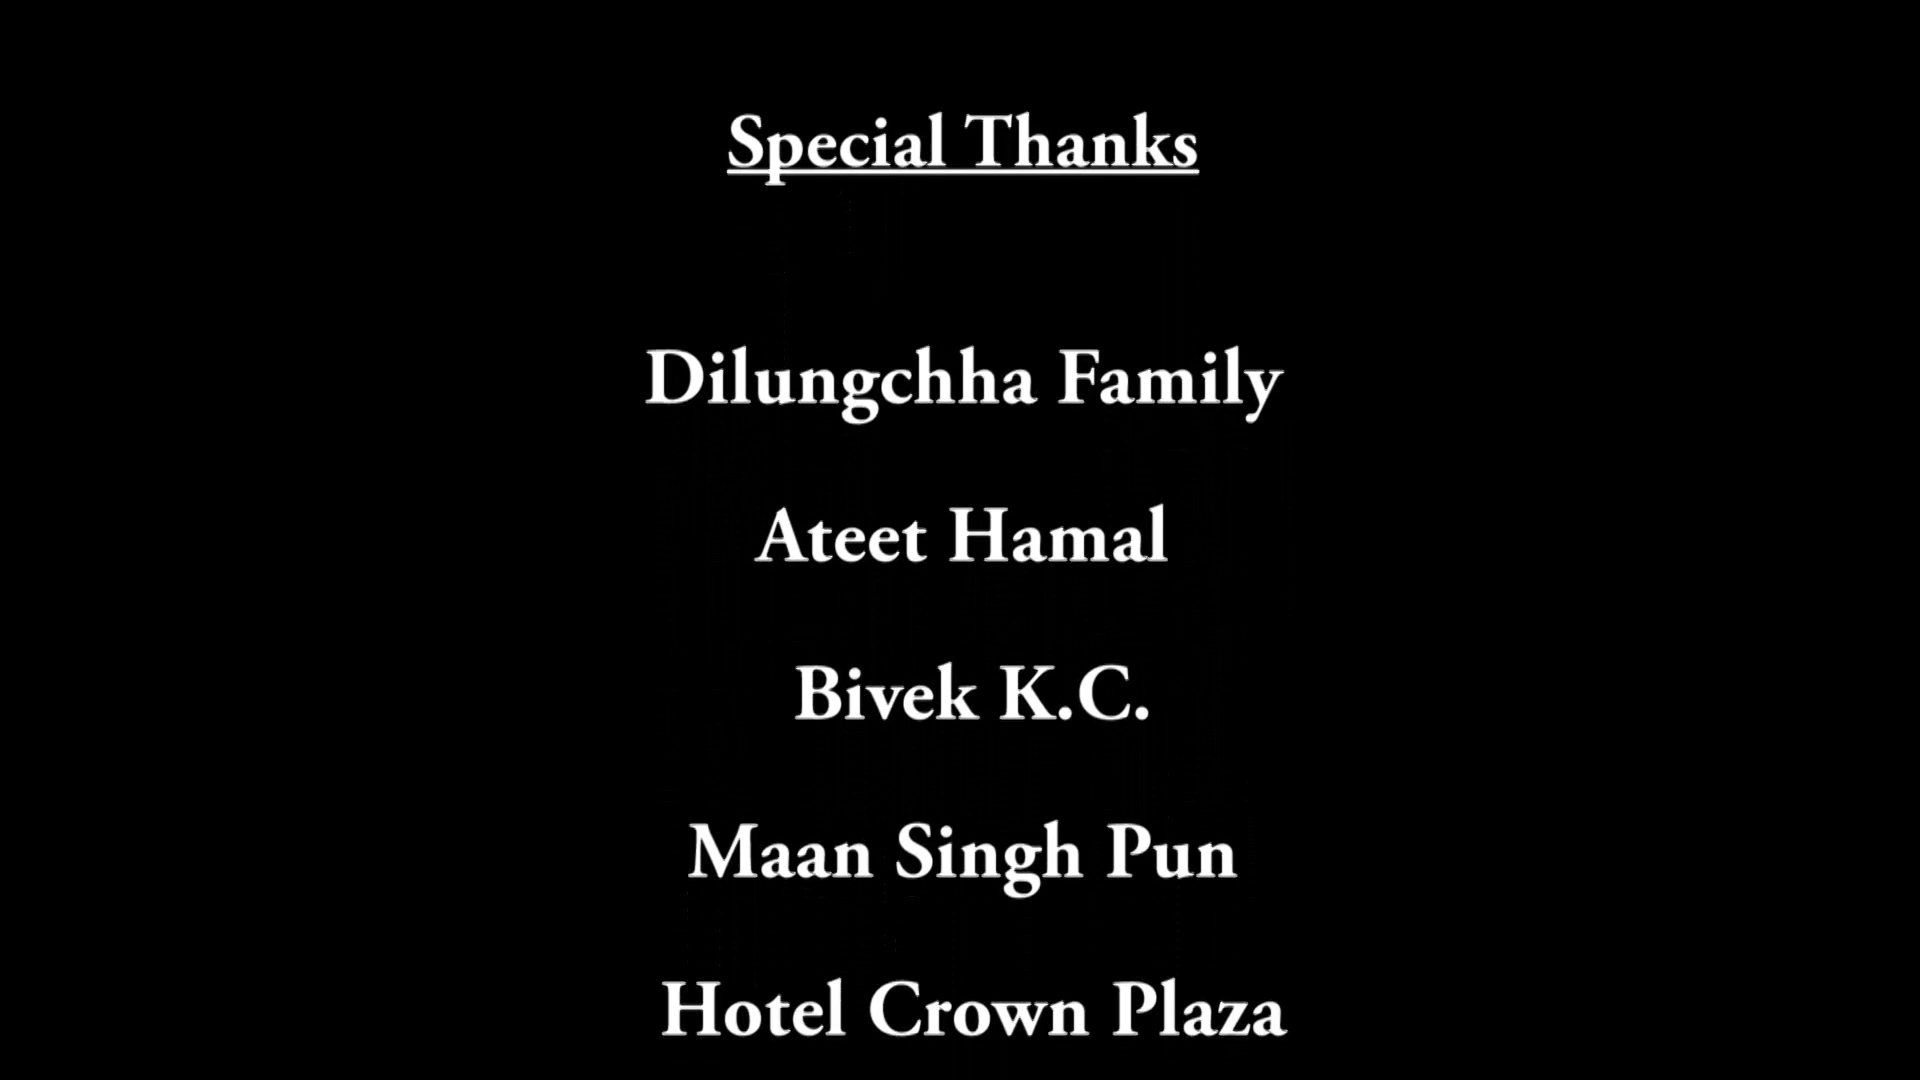 Special Thanks
Dilungchha Family
Ateet Hamal
Bivek K.C.
Maan Singh Pun
Hotel Crown Plaza